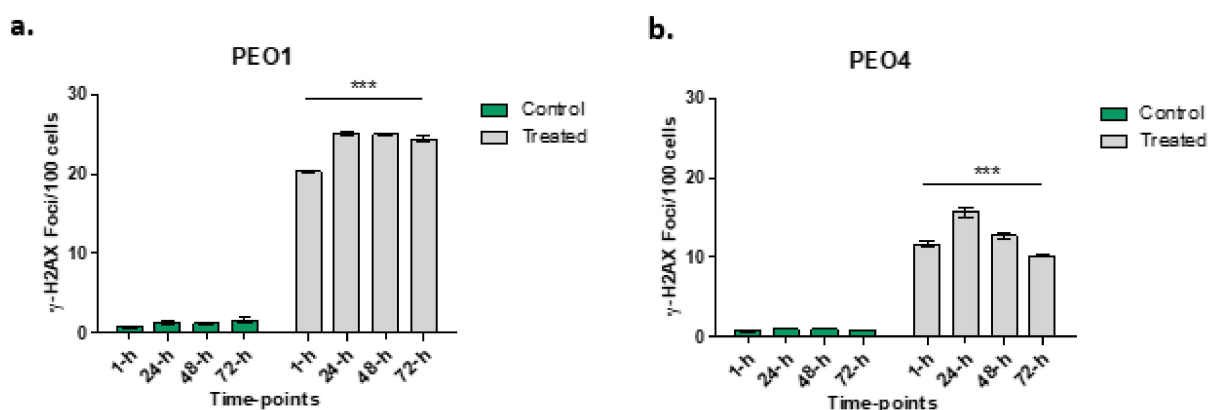 a.
PEO1
γ-H2AX Foci/100 cells
30
20
10
0
***
Control
Treated
1-h
24-h
48-h
72-h
1-h
24-h
48-h
72-h
Time-points
b.
PEO4
γ-H2AX Foci/100 cells
30
20
10
0
***
Control
Treated
1-h
24-h
48-h
72-h
1-h
24-h
48-h
72-h
Time-points